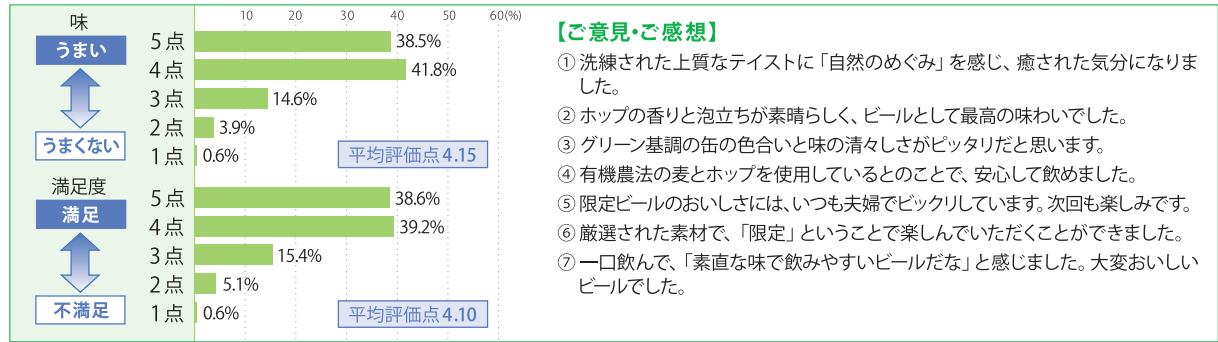 10 20 30 40 50 60(%)
味
うまい
うまくない
5点 38.5%
4点 41.8%
3点 14.6%
2点 3.9%
1点 0.6%
平均評価点4.15
満足度
満足
不満足
5点 38.6%
4点 39.2%
3点 15.4%
2点 5.1%
1点 0.6%
平均評価点4.10
10 20 30 40 50 60(%)
【ご意見・ご感想】
①洗練された上質なテイストに「自然のめぐみ」を感じ、癒された気分になりま
した。
②ホップの香りと泡立ちが素晴らしく、ビールとして最高の味わいでした。
③グリーン基調の缶の色合いと味の清々しさがピッタリだと思います。
④有機農法の麦とホップを使用しているとのことで、安心して飲めました。
⑤限定ビールのおいしさには、いつも夫婦でビックリしています。次回も楽しみです。
⑥厳選された素材で、「限定」ということで楽しんでいただくことができました。
⑦一口飲んで、「素直な味で飲みやすいビールだな」と感じました。大変おいしい
ビールでした。